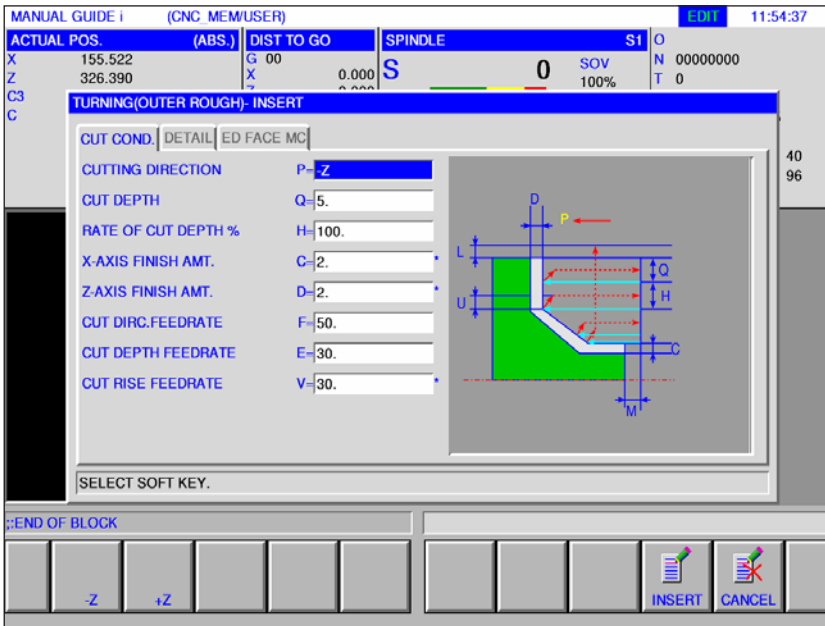 MANUAL GUIDE i (CNC_MEM/USER) EDIT 11:54:37
ACTUAL POS. (ABS.) DIST TO GO SPINDLE S1 O
X 155.522 G 00 S 0 SOV N 00000000
Z 326.390 X 0.000 100% T 0
C3
C
40
96
TURNING(OUTER ROUGH)- INSERT
CUT COND. DETAIL ED FACE MC
CUTTING DIRECTION P=-Z
CUT DEPTH Q=5.
RATE OF CUT DEPTH % H=100.
X-AXIS FINISH AMT. C=2. *
Z-AXIS FINISH AMT. D=2. *
CUT DIRC.FEEDRATE F=50.
CUT DEPTH FEEDRATE E=30.
CUT RISE FEEDRATE V=30. *
D
P
L
Q
U
H
C
M
SELECT SOFT KEY.
;:END OF BLOCK
-Z +Z INSERT CANCEL